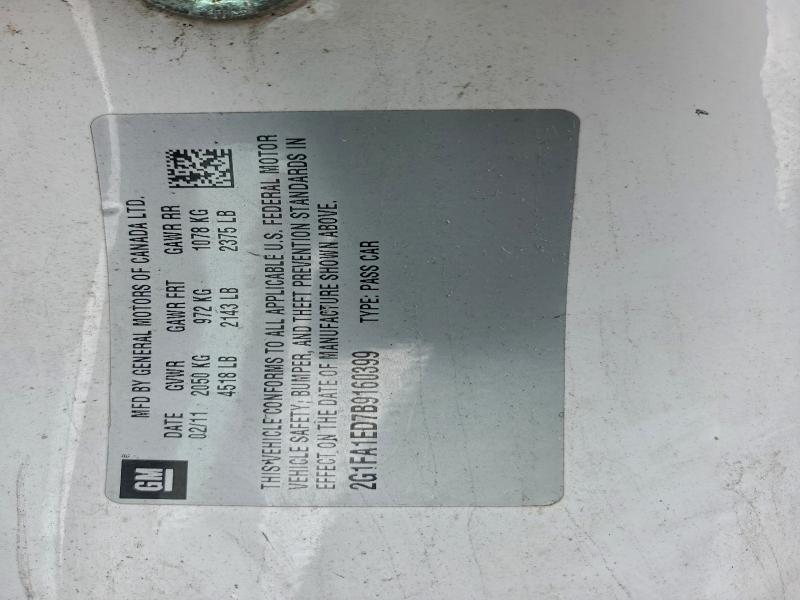 GM
MFD BY GENERAL MOTORS OF CANADA LTD.
DATE GVWR GAWR FRT GAWR RR
02/11 2050 KG 972 KG 1078 KG
4518 LB 2143 LB 2375 LB
THIS VEHICLE CONFORMS TO ALL APPLICABLE U.S. FEDERAL MOTOR
VEHICLE SAFETY, BUMPER, AND THEFT PREVENTION STANDARDS IN
EFFECT ON THE DATE OF MANUFACTURE SHOWN ABOVE.
2G1FA1ED7B9160399 TYPE: PASS CAR